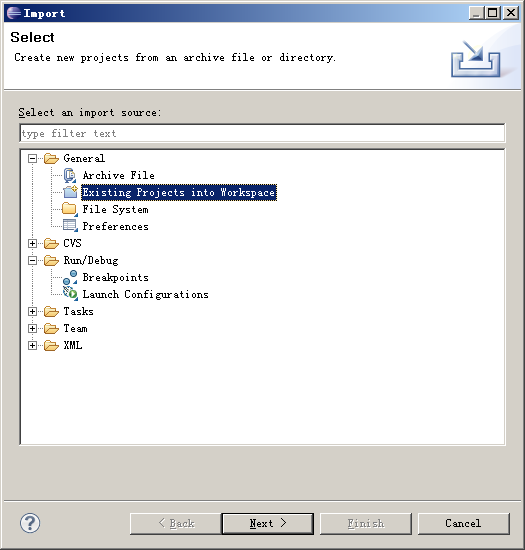 Import
Select
Create new projects from an archive file or directory.
Select an import source:
type filter text
General
Archive File
Existing Projects into Workspace
File System
Preferences
CVS
Run/Debug
Breakpoints
Launch Configurations
Tasks
Team
XML
?
< Back
Next >
Finish
Cancel